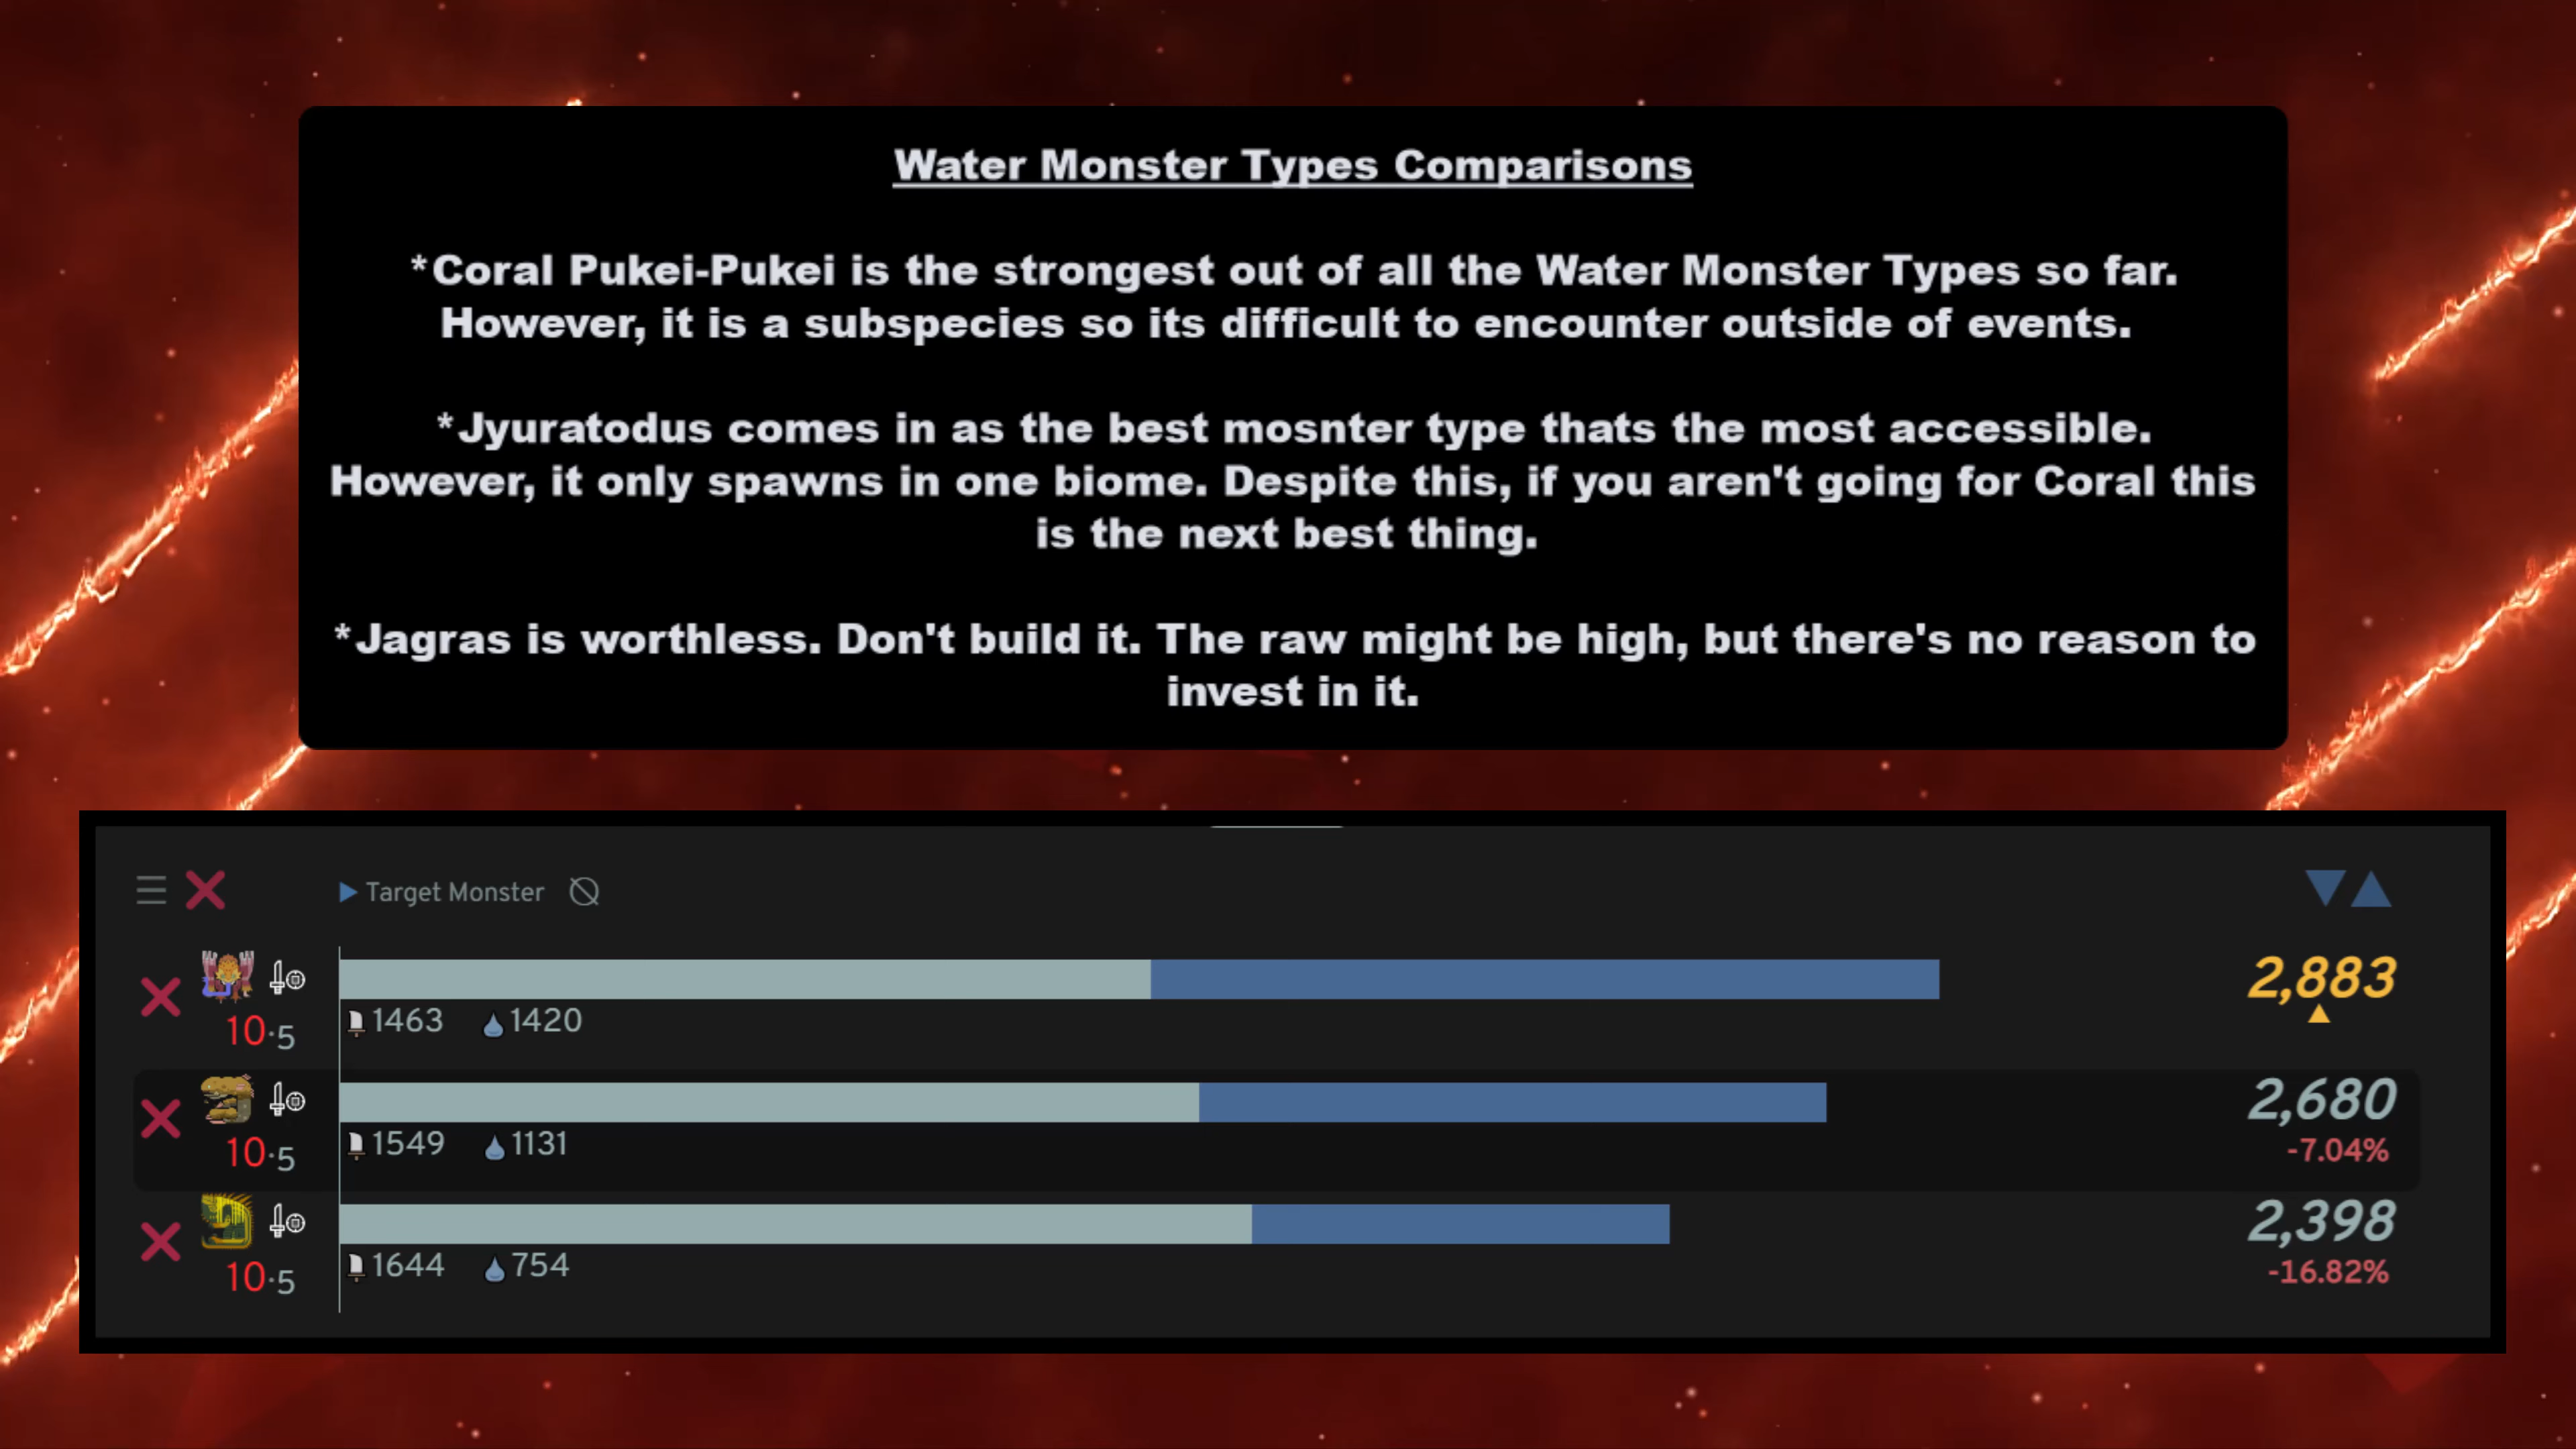 Water Monster Types Comparisons
*Coral Pukei-Pukei is the strongest out of all the Water Monster Types so far.
However, it is a subspecies so its difficult to encounter outside of events.
*Jyuratodus comes in as the best mosnter type thats the most accessible.
However, it only spawns in one biome. Despite this, if you aren't going for Coral this
is the next best thing.
*Jagras is worthless. Don't build it. The raw might be high, but there's no reason to
invest in it.
Target Monster
2,883
10.5 1463 1420
2,680
10.5 1549 1131 -7.04%
2,398
10.5 1644 754 -16.82%